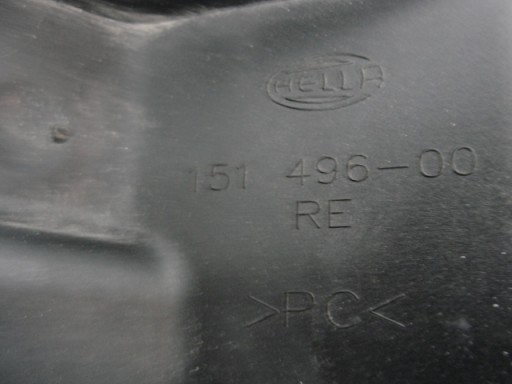 HELLA
151 496-00
RE
>PC<